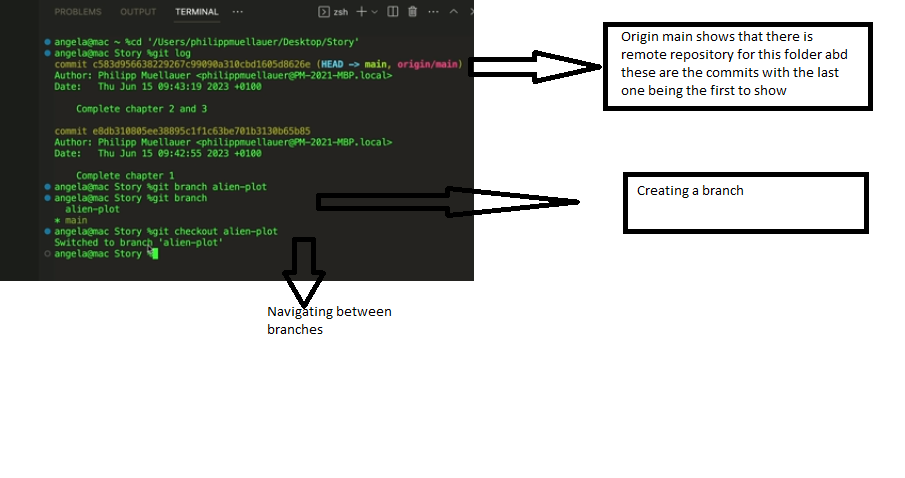 PROBLEMS OUTPUT TERMINAL ... zsh
angela@mac ~ %cd '/Users/philippmuellauer/Desktop/Story'
angela@mac Story %git log
commit c583d956638229267c99090a310cbd1605d8626e (HEAD -> main, origin/main)
Author: Philipp Muellauer <philippmuellauer@PM-2021-MBP.local>
Date: Thu Jun 15 09:43:19 2023 +0100
Complete chapter 2 and 3
commit e8db310805ee38895c1f1c63be701b3130b65b85
Author: Philipp Muellauer <philippmuellauer@PM-2021-MBP.local>
Date: Thu Jun 15 09:42:55 2023 +0100
Complete chapter 1
angela@mac Story %git branch alien-plot
angela@mac Story %git branch
alien-plot
* main
angela@mac Story %git checkout alien-plot
Switched to branch 'alien-plot'
angela@mac Story %
Origin main shows that there is
remote repository for this folder abd
these are the commits with the last
one being the first to show
Creating a branch
Navigating between
branches